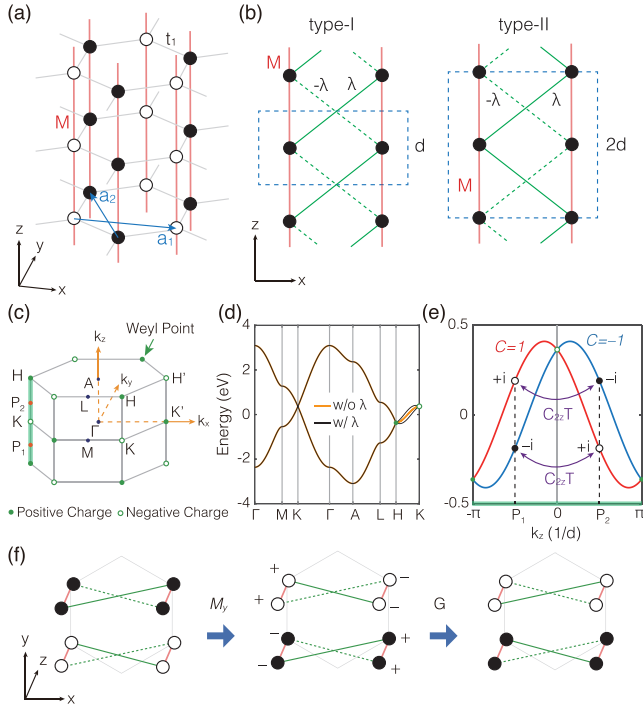 (a)
t₁
M
a₂
a₁
z
y
x
(b)
type-I
type-II
M
-λ
λ
d
-λ
λ
M
2d
z
x
(c)
Weyl Point
k_z
H
A
k_y
H'
P₂
L
H
K
Γ
K'
k_x
P₁
M
K
Positive Charge
Negative Charge
(d)
Energy (eV)
4
2
0
-2
-4
w/o λ
w/ λ
Γ
M
K
Γ
A
L
H
K
(e)
0.5
0
-0.5
C=1
C=-1
+i
-i
C₂zT
-i
+i
C₂zT
-π
P₁
0
P₂
π
k_z (1/d)
(f)
M_y
G
+
-
+
-
-
+
-
+
y
z
x